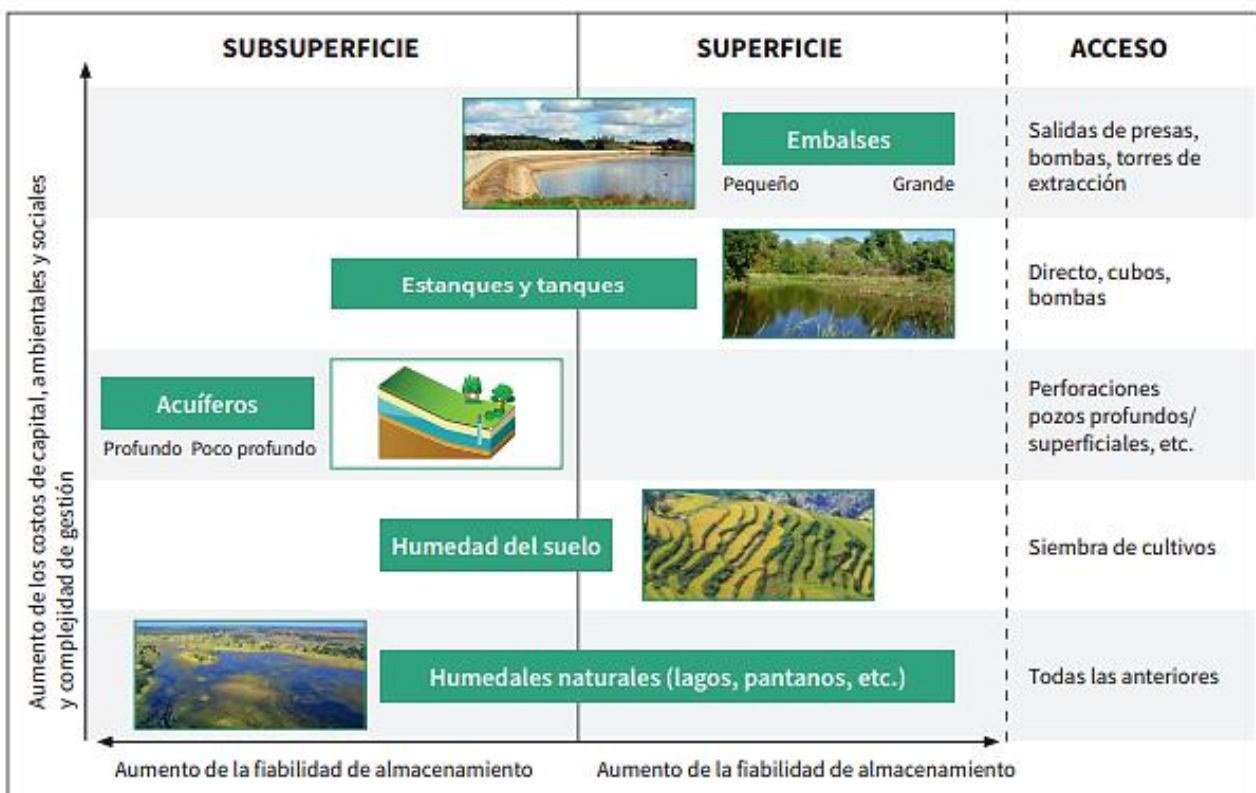 SUBSUPERFICIE
SUPERFICIE
ACCESO
Aumento de los costos de capital, ambientales y sociales
y complejidad de gestión
Embalses
Pequeño
Grande
Salidas de presas,
bombas, torres de
extracción
Estanques y tanques
Directo, cubos,
bombas
Acuíferos
Profundo
Poco profundo
Perforaciones
pozos profundos/
superficiales, etc.
Humedad del suelo
Siembra de cultivos
Humedales naturales (lagos, pantanos, etc.)
Todas las anteriores
Aumento de la fiabilidad de almacenamiento
Aumento de la fiabilidad de almacenamiento